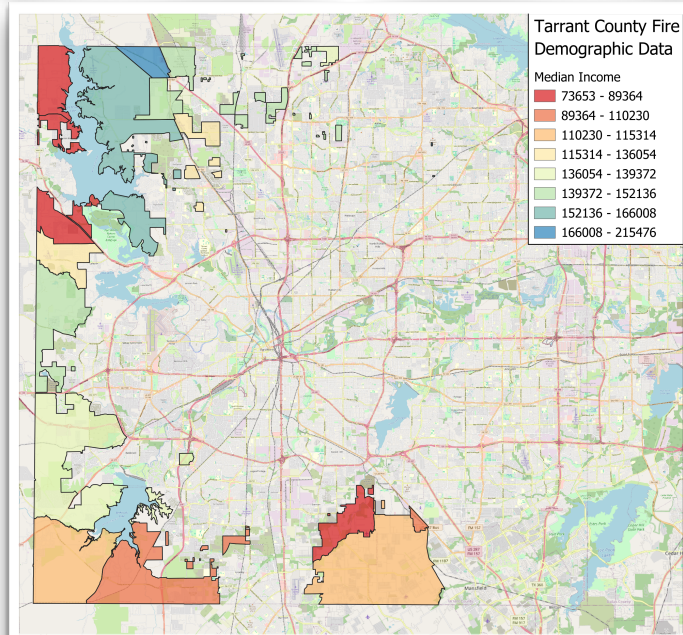 Tarrant County Fire
Demographic Data
Median Income
73653 - 89364
89364 - 110230
110230 - 115314
115314 - 136054
136054 - 139372
139372 - 152136
152136 - 166008
166008 - 215476
Mansfield